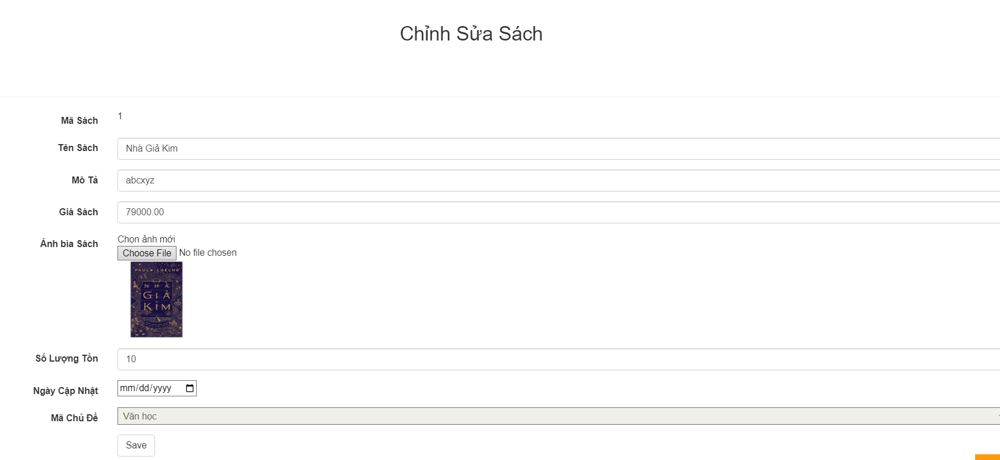 Chỉnh Sửa Sách
Mã Sách 1
Tên Sách Nhà Giả Kim
Mô Tả abcxyz
Giá Sách 79000.00
Ảnh bìa Sách Chọn ảnh mới
Choose File No file chosen
PAULO COELHO
NHÀ
GIẢ
KIM
Số Lượng Tồn 10
Ngày Cập Nhật mm/dd/yyyy
Mã Chủ Đề Văn học
Save